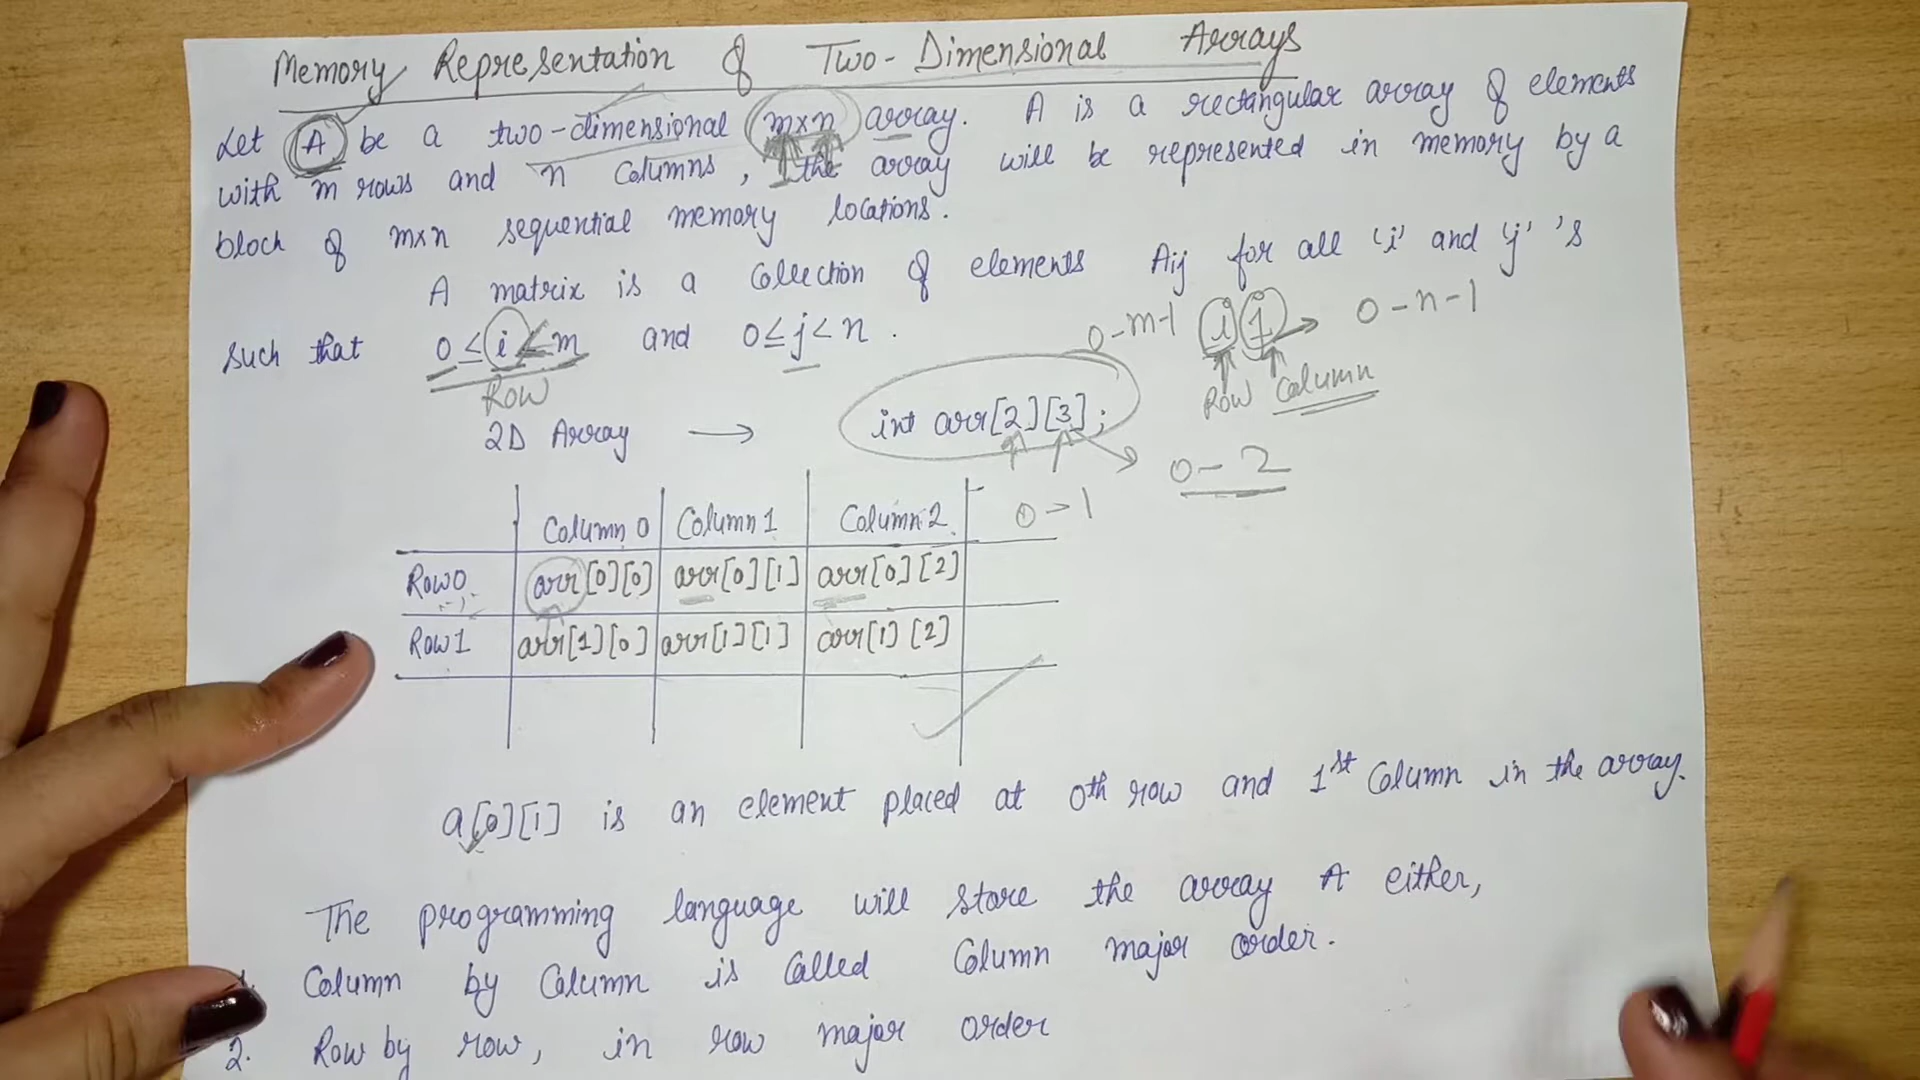 Memory Representation of Two-Dimensional Arrays
Let A be a two-dimensional mxn array. A is a rectangular array of elements
with m rows and n columns, the array will be represented in memory by a
block of mxn sequential memory locations.
A matrix is a collection of elements Aij for all 'i' and 'j' 's
such that 0 ≤ i < m and 0 ≤ j < n .
0-m-1 i j 0-n-1
Row
Row Column
2D Array → int arr[2][3];
0-2
0-1
Column 0 Column 1 Column 2
Row 0 arr[0][0] arr[0][1] arr[0][2]
Row 1 arr[1][0] arr[1][1] arr[1][2]
a[0][1] is an element placed at 0th row and 1st Column in the array.
The programming language will store the array A either,
1. Column by Column is Called Column major order.
2. Row by row, in row major order